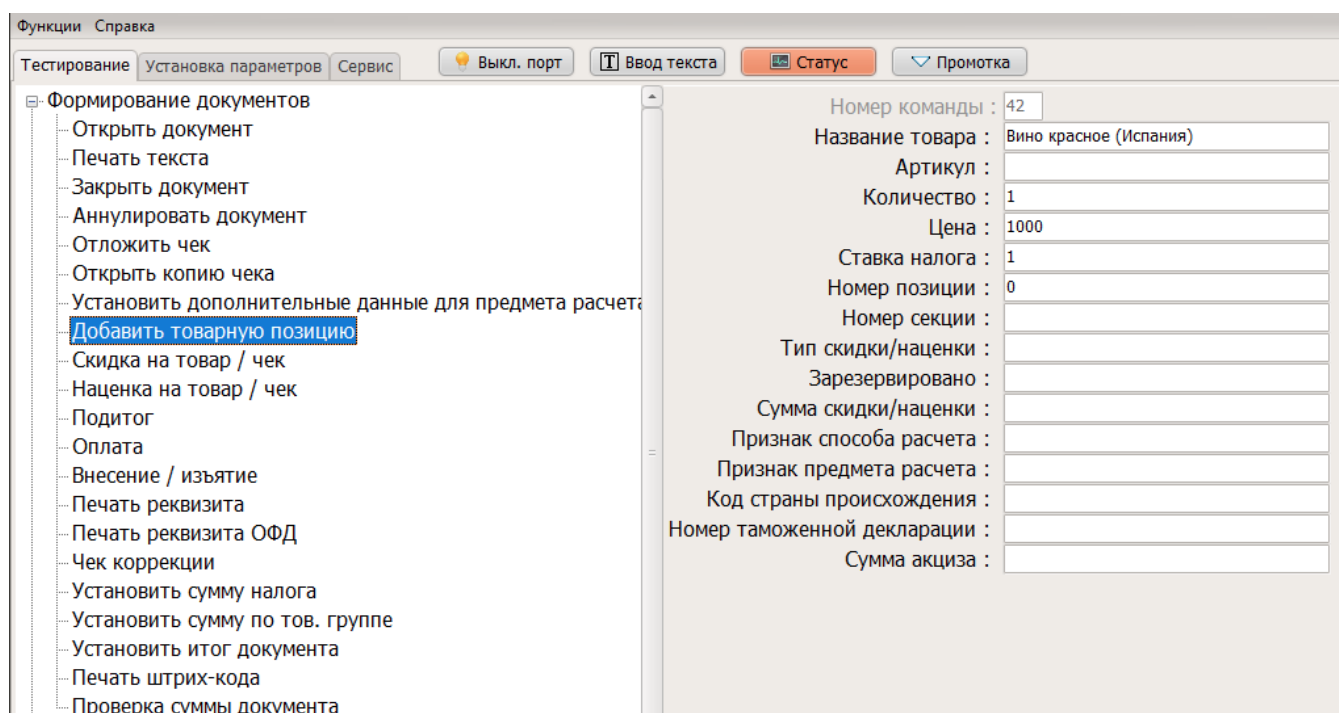 Функции Справка
Тестирование Установка параметров Сервис Выкл. порт T Ввод текста Статус Промотка
Формирование документов
Открыть документ
Печать текста
Закрыть документ
Аннулировать документ
Отложить чек
Открыть копию чека
Установить дополнительные данные для предмета расчета
Добавить товарную позицию
Скидка на товар / чек
Наценка на товар / чек
Подитог
Оплата
Внесение / изъятие
Печать реквизита
Печать реквизита ОФД
Чек коррекции
Установить сумму налога
Установить сумму по тов. группе
Установить итог документа
Печать штрих-кода
Проверка суммы документа
Номер команды : 42
Название товара : Вино красное (Испания)
Артикул :
Количество : 1
Цена : 1000
Ставка налога : 1
Номер позиции : 0
Номер секции :
Тип скидки/наценки :
Зарезервировано :
Сумма скидки/наценки :
Признак способа расчета :
Признак предмета расчета :
Код страны происхождения :
Номер таможенной декларации :
Сумма акциза :